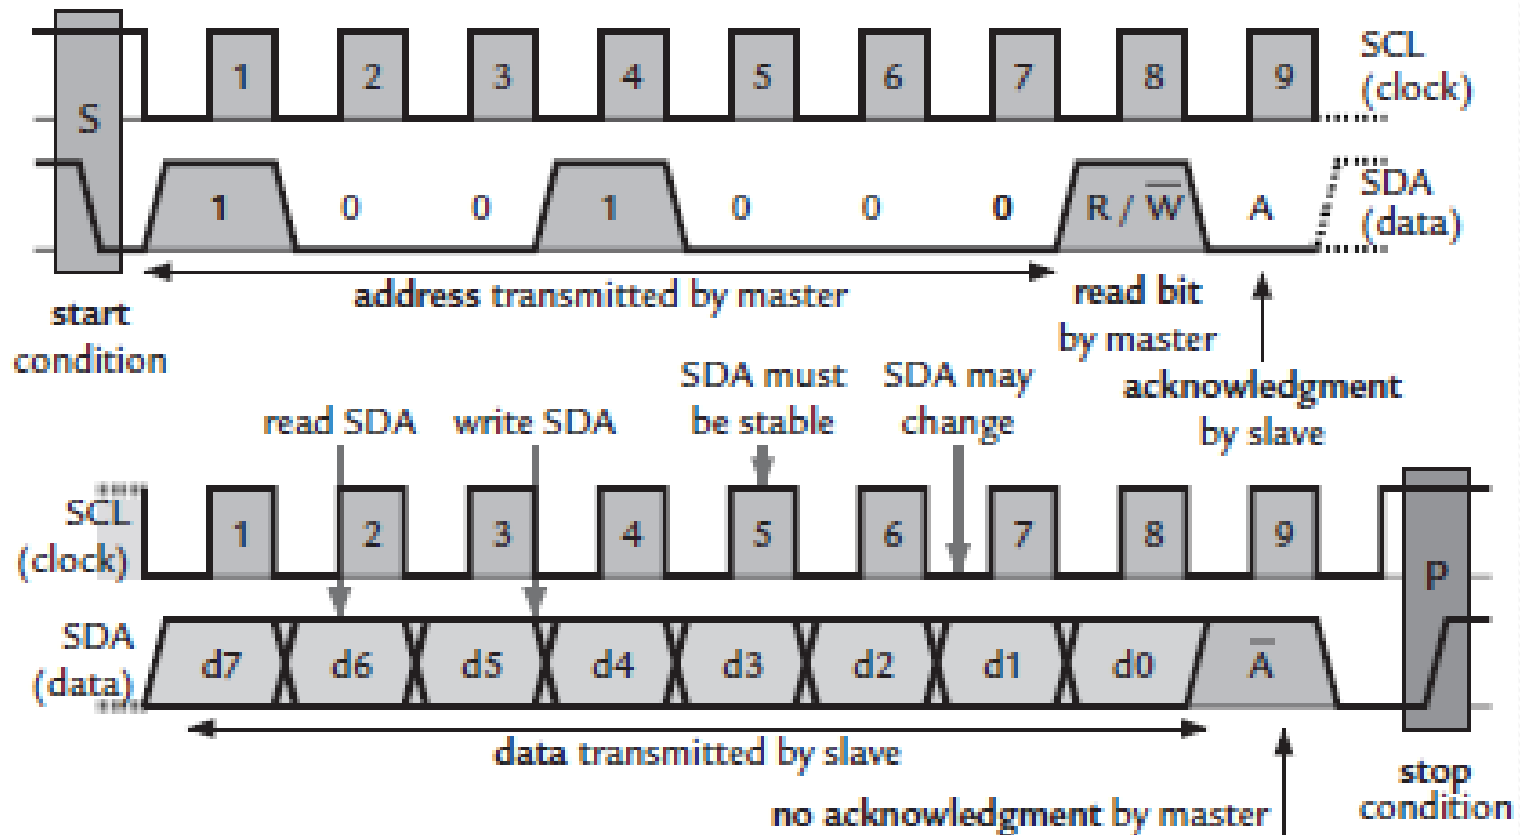 S
1 2 3 4 5 6 7 8 9
SCL
(clock)
1 0 0 1 0 0 0 R / W̅ A
SDA
(data)
address transmitted by master
read bit
by master
start
condition
acknowledgment
by slave
read SDA
write SDA
SDA must
be stable
SDA may
change
SCL
(clock)
1 2 3 4 5 6 7 8 9
P
SDA
(data)
d7 d6 d5 d4 d3 d2 d1 d0 A̅
data transmitted by slave
stop
condition
no acknowledgment by master